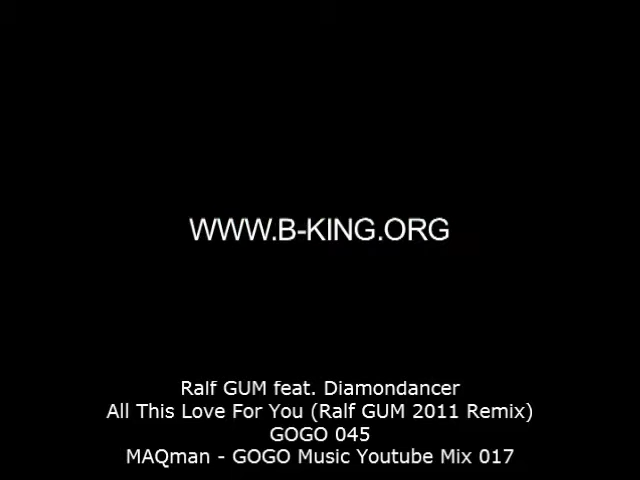 WWW.B-KING.ORG
Ralf GUM feat. Diamondancer
All This Love For You (Ralf GUM 2011 Remix)
GOGO 045
MAQman - GOGO Music Youtube Mix 017